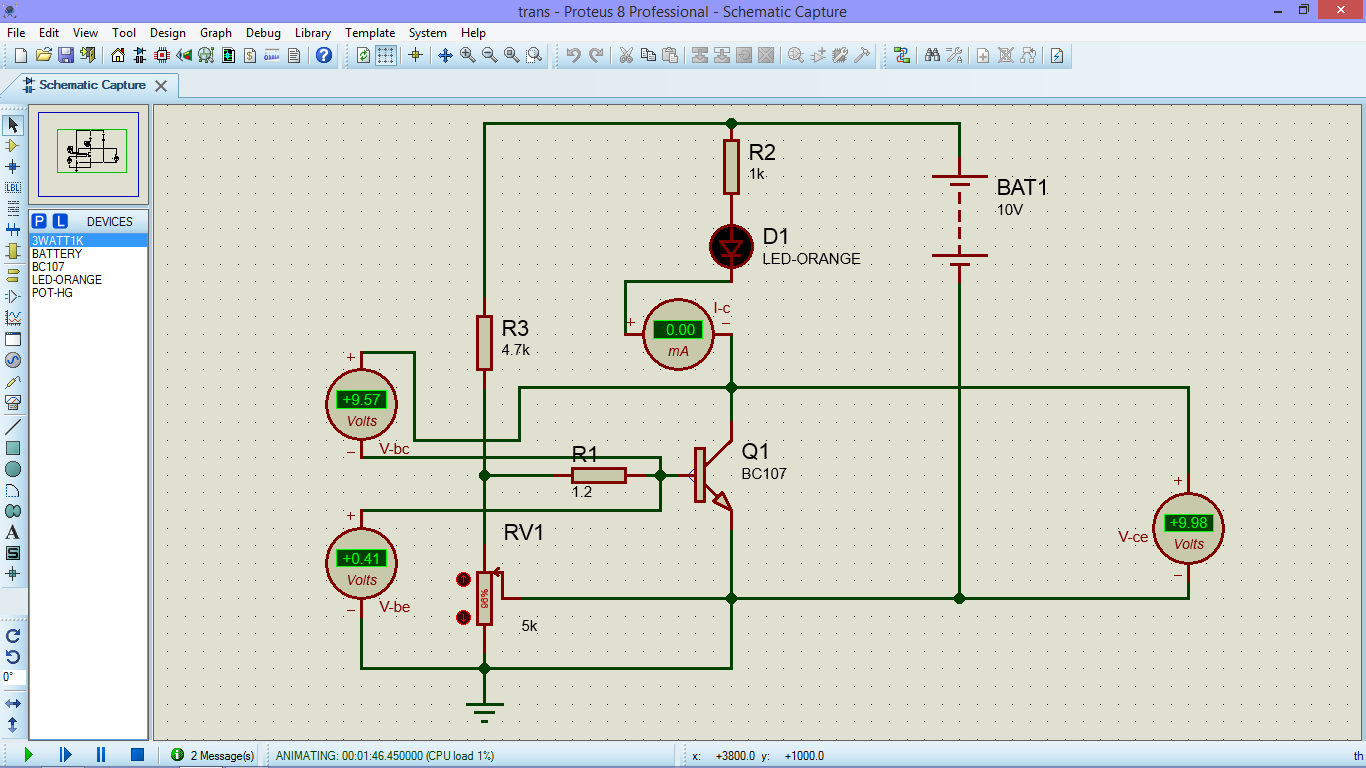 trans - Proteus 8 Professional - Schematic Capture
File Edit View Tool Design Graph Debug Library Template System Help
Schematic Capture
P L DEVICES
3WATT1K
BATTERY
BC107
LED-ORANGE
POT-HG
LBL
A
S
0°
R2
1k
BAT1
10V
D1
LED-ORANGE
I-c
+
−
0.00
mA
R3
4.7k
+
+9.57
Volts
−
V-bc
R1
1.2
Q1
BC107
+
+0.41
Volts
−
V-be
RV1
96%
5k
+
+9.98
Volts
−
V-ce
2 Message(s)
ANIMATING: 00:01:46.450000 (CPU load 1%)
x: +3800.0 y: +1000.0
th